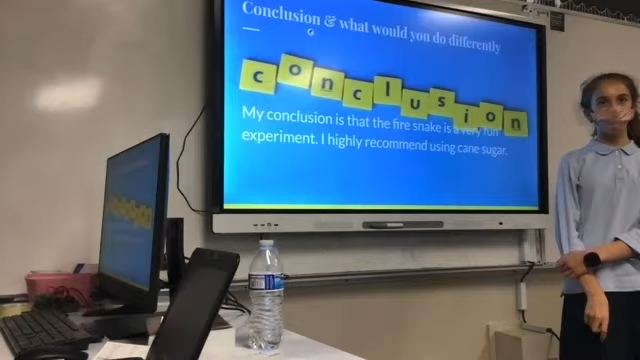 Conclusion & what would you do differently
conclusion
My conclusion is that the fire snake is a very fun
experiment. I highly recommend using cane sugar.